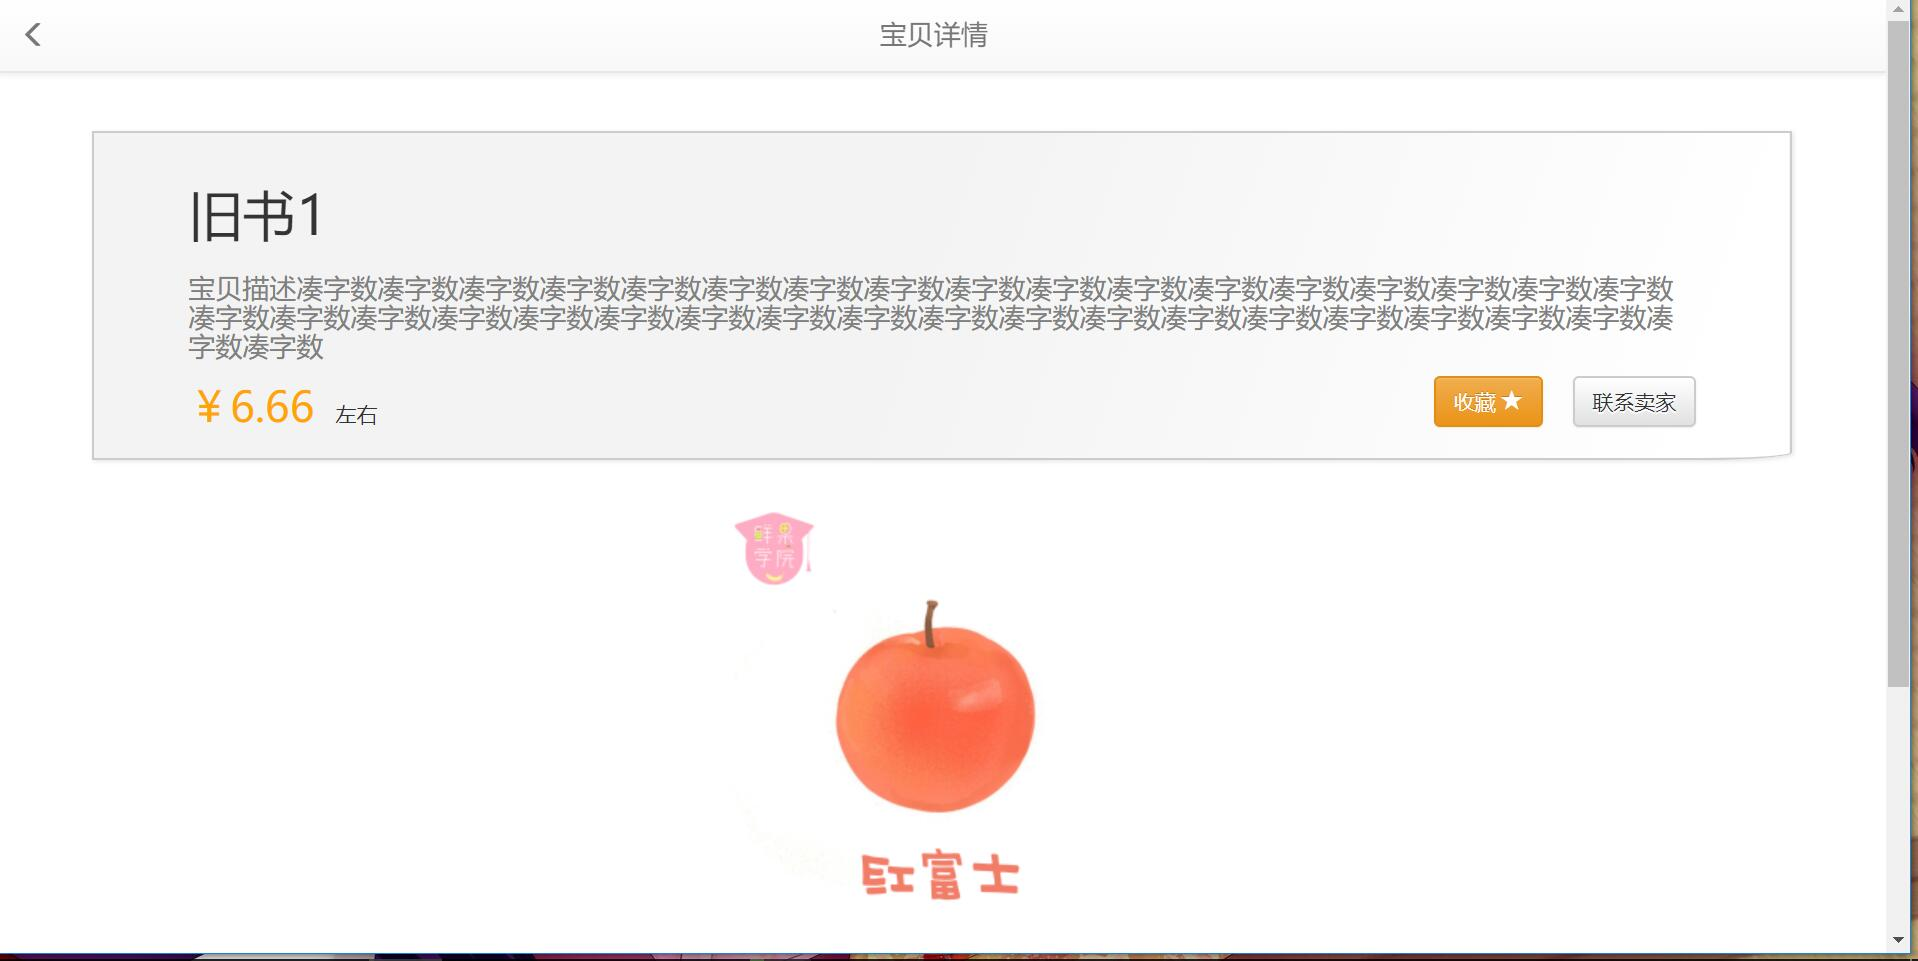 宝贝详情
旧书1
宝贝描述凑字数凑字数凑字数凑字数凑字数凑字数凑字数凑字数凑字数凑字数凑字数凑字数凑字数凑字数凑字数凑字数凑字数
凑字数凑字数凑字数凑字数凑字数凑字数凑字数凑字数凑字数凑字数凑字数凑字数凑字数凑字数凑字数凑字数凑字数凑字数凑
字数凑字数
¥6.66 左右
收藏★ 联系卖家
鲜果
学院
红富士